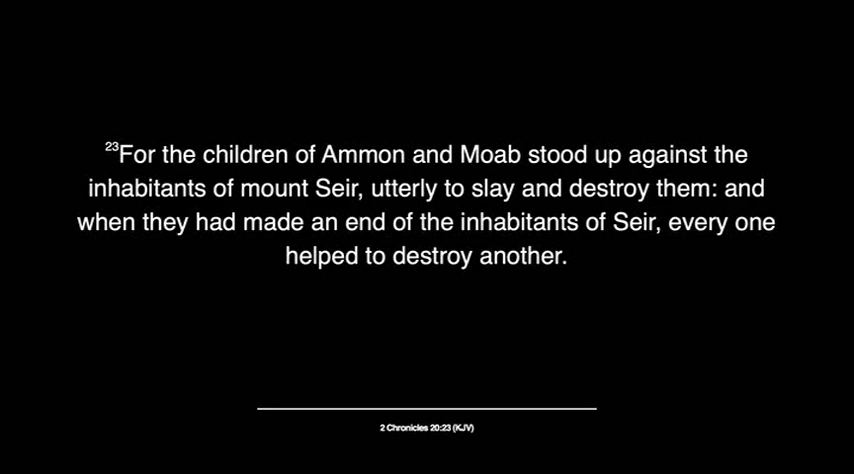 23For the children of Ammon and Moab stood up against the
inhabitants of mount Seir, utterly to slay and destroy them: and
when they had made an end of the inhabitants of Seir, every one
helped to destroy another.
2 Chronicles 20:23 (KJV)